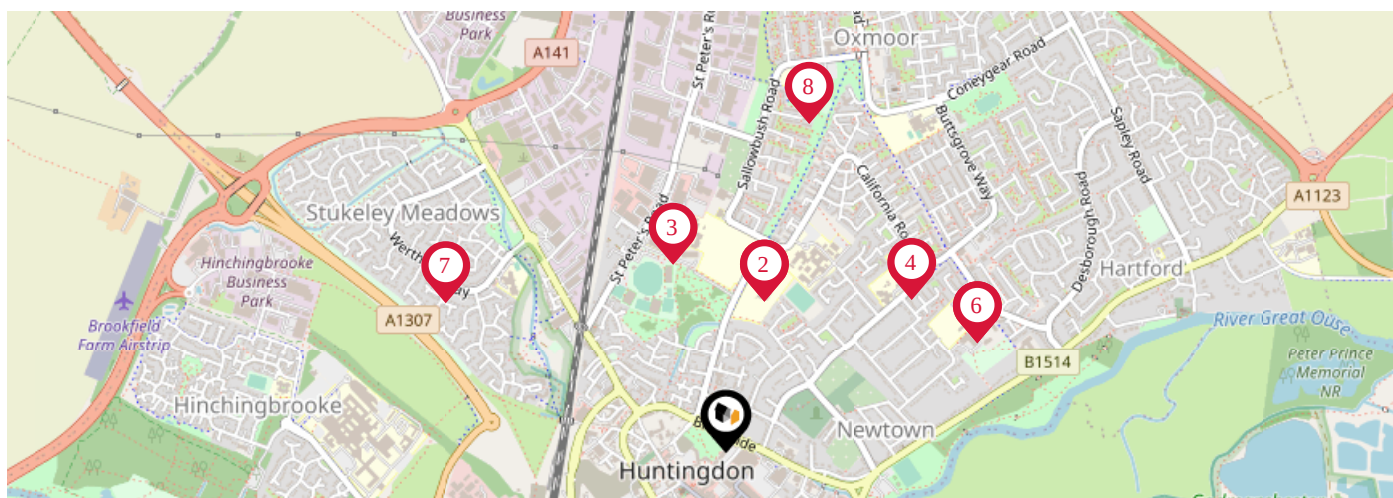 Business
Park
A141
St Peter's Ro
Oxmoor
Coneygear Road
8
Sallowbush Road
Buttsgrove Way
Sapley Road
California Ro
A1123
Stukeley Meadows
3
St Peter's Road
Desborough Road
7
2
4
Hartford
Hinchingbrooke
Business
Park
A1307
6
Brookfield
Farm Airstrip
River Great Ouse
B1514
Peter Prince
Memorial
NR
Hinchingbrooke
Newtown
Huntingdon